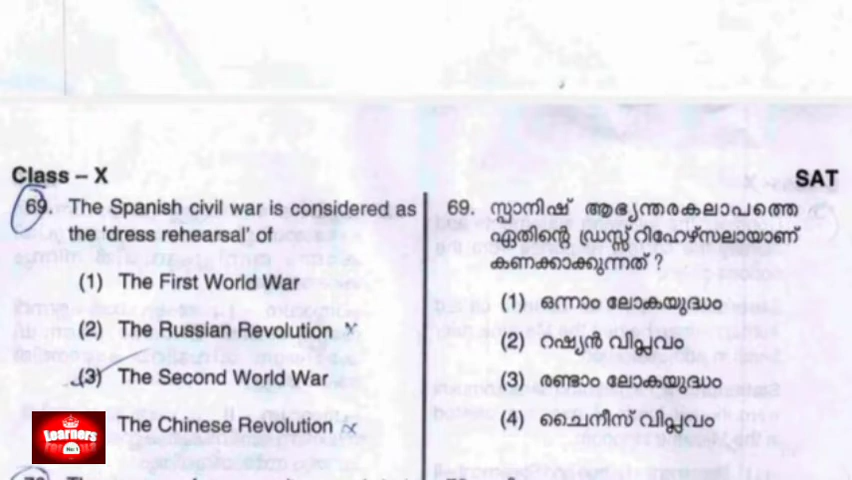 Class – X
SAT
69. The Spanish civil war is considered as
the 'dress rehearsal' of
(1) The First World War
(2) The Russian Revolution x
(3) The Second World War
The Chinese Revolution x
69. സ്പാനിഷ് ആഭ്യന്തരകലാപത്തെ
ഏതിന്റെ ഡ്രസ്സ് റിഹേഴ്സലായാണ്
കണക്കാക്കുന്നത് ?
(1) ഒന്നാം ലോകയുദ്ധം
(2) റഷ്യൻ വിപ്ലവം
(3) രണ്ടാം ലോകയുദ്ധം
(4) ചൈനീസ് വിപ്ലവം
Learners
No: 1